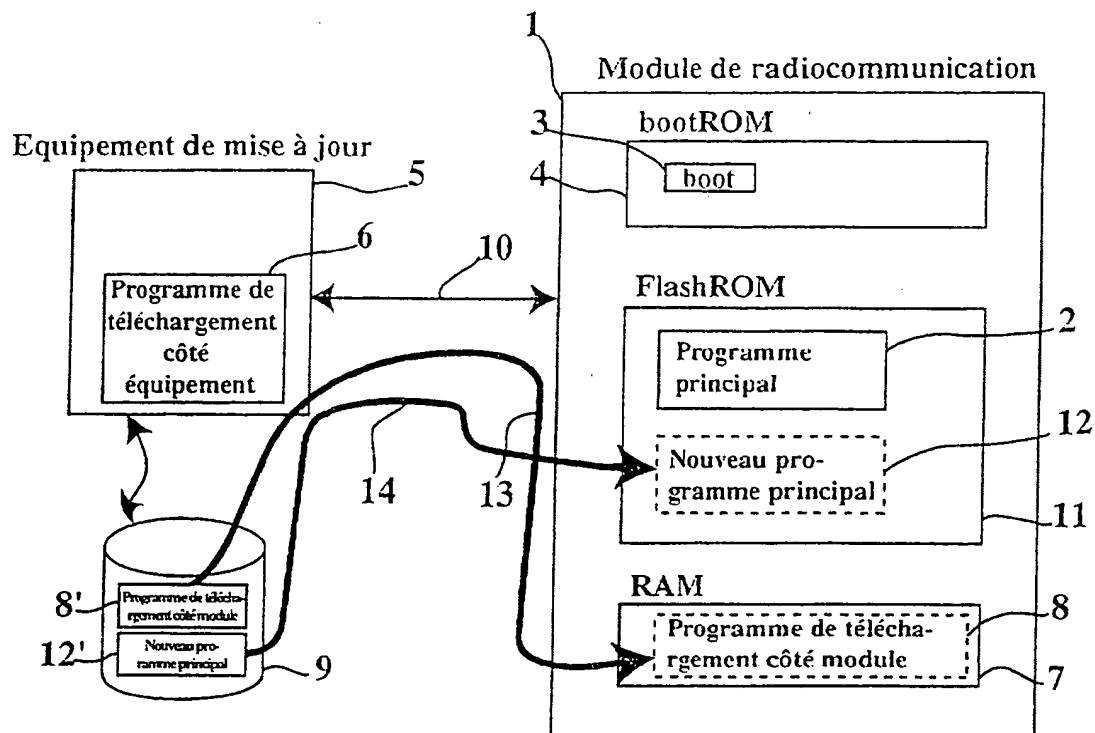 1
Module de radiocommunication
bootROM
3
boot
4
Equipement de mise à jour
5
6
Programme de
téléchargement
côté
équipement
10
FlashROM
2
Programme
principal
12
Nouveau pro-
gramme principal
14
13
11
RAM
8'
Programme de télécha-
rgement côté module
12'
Nouveau pro-
ramme principal
9
8
Programme de télécha-
rgement côté module
7